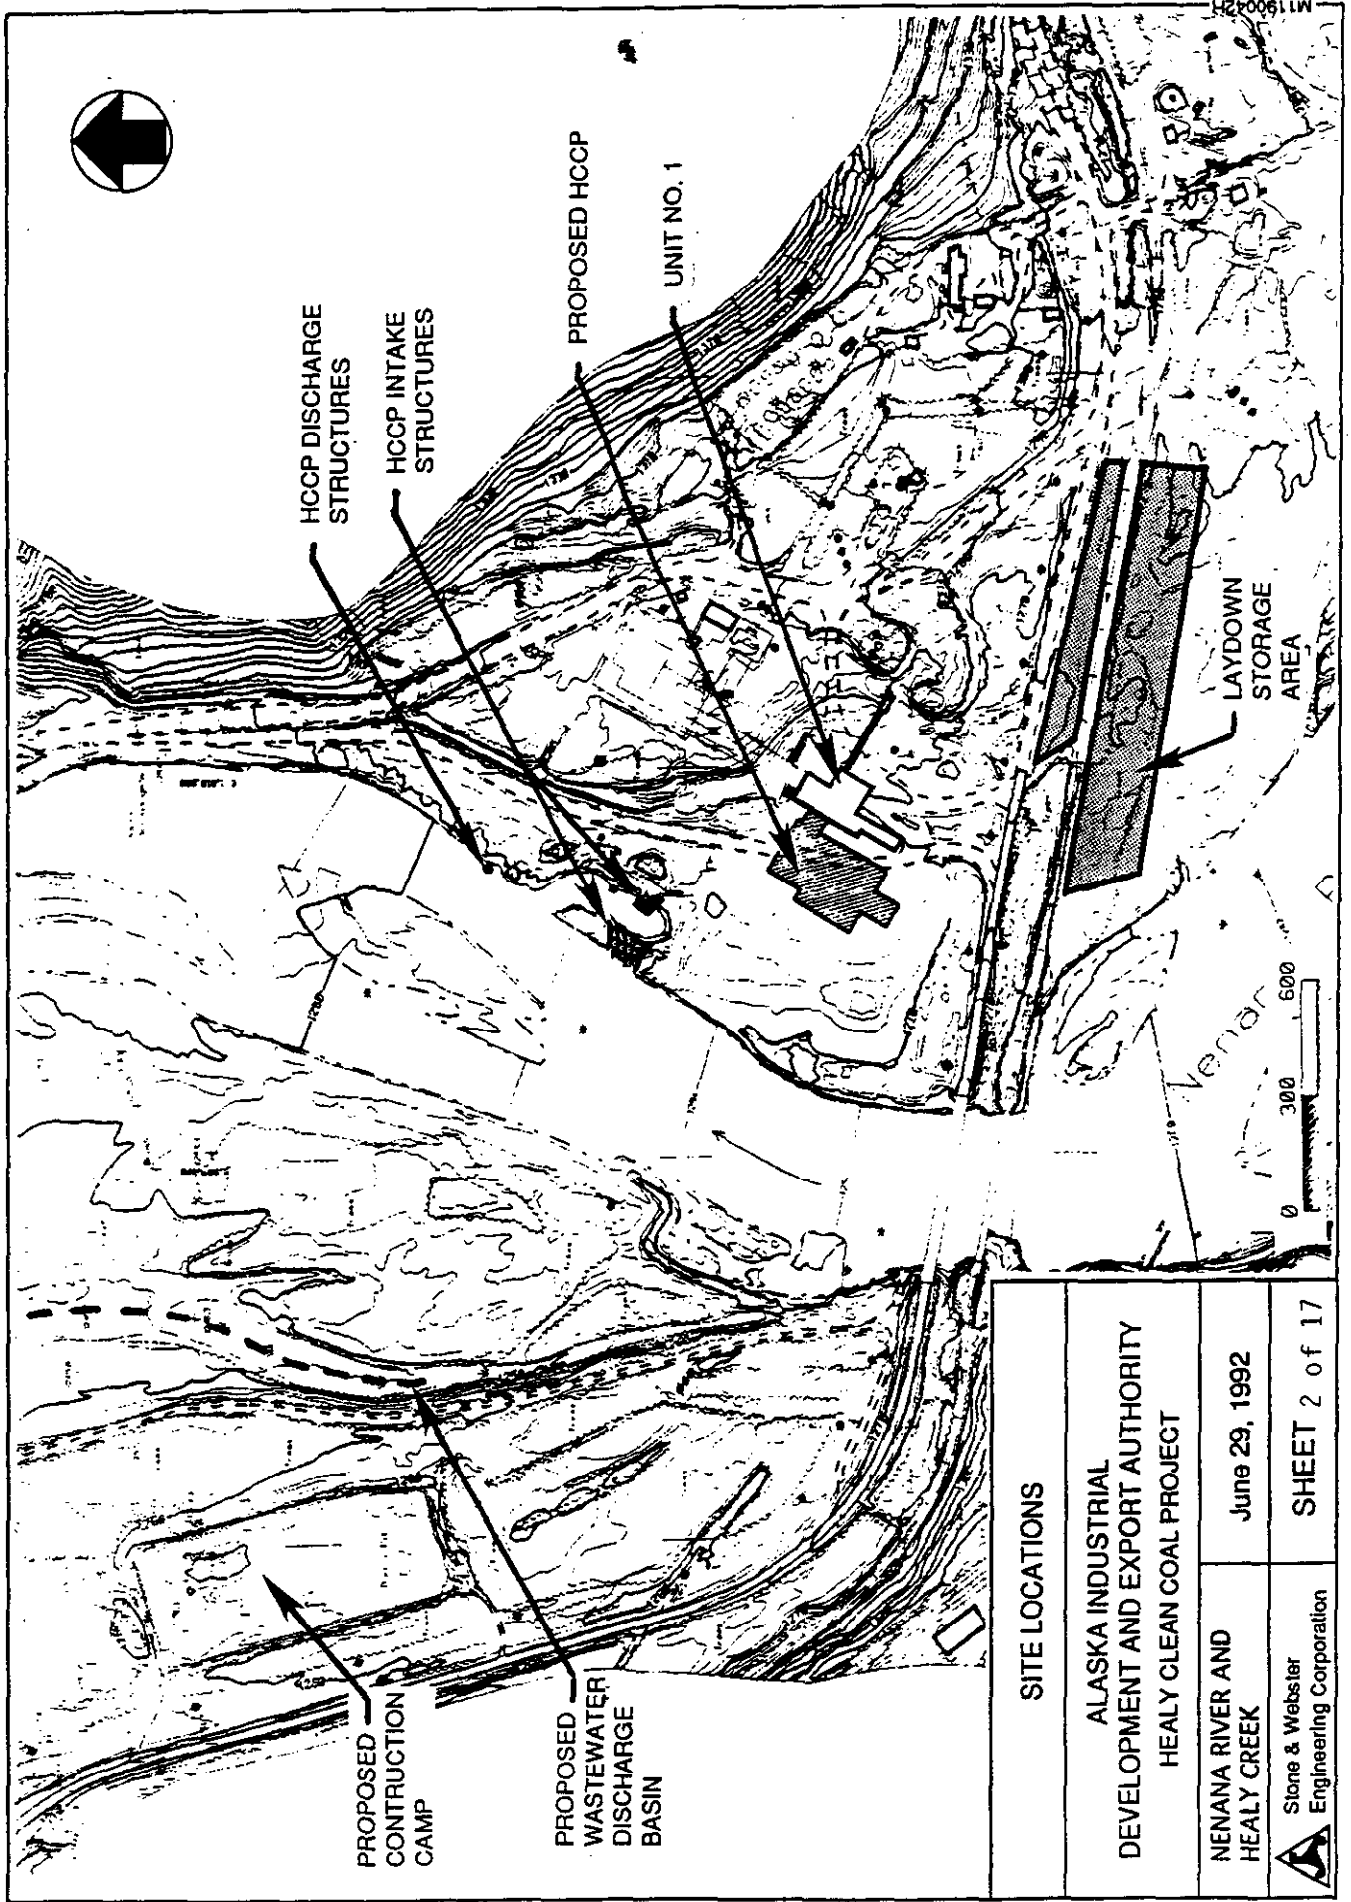 M1190042H
HCCP DISCHARGE
STRUCTURES
HCCP INTAKE
STRUCTURES
PROPOSED HCCP
UNIT NO. 1
PROPOSED
CONTRUCTION
CAMP
PROPOSED
WASTEWATER
DISCHARGE
BASIN
LAYDOWN
STORAGE
AREA
Nenar
0 300 600
SITE LOCATIONS
ALASKA INDUSTRIAL
DEVELOPMENT AND EXPORT AUTHORITY
HEALY CLEAN COAL PROJECT
NENANA RIVER AND
HEALY CREEK
June 29, 1992
Stone & Webster
Engineering Corporation
SHEET 2 of 17